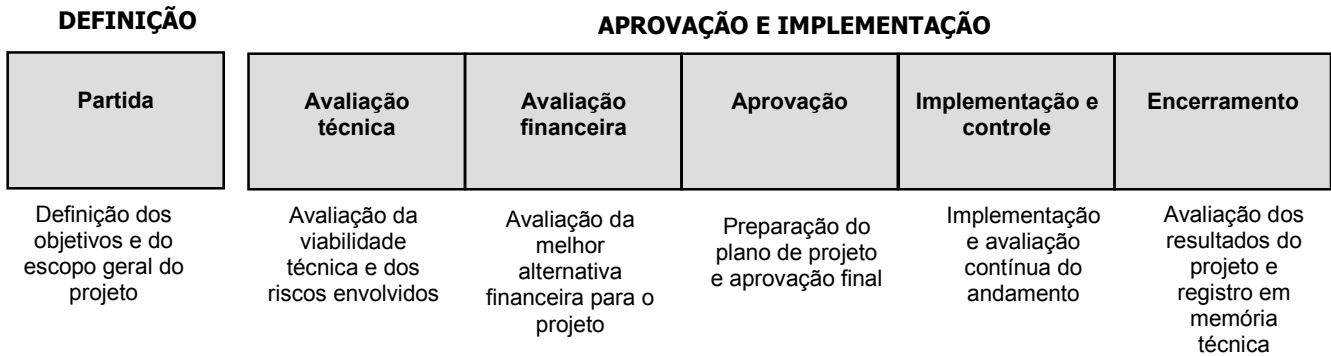 DEFINIÇÃO
APROVAÇÃO E IMPLEMENTAÇÃO
Partida
Avaliação
técnica
Avaliação
financeira
Aprovação
Implementação e
controle
Encerramento
Definição dos
objetivos e do
escopo geral do
projeto
Avaliação da
viabilidade
técnica e dos
riscos envolvidos
Avaliação da
melhor
alternativa
financeira para o
projeto
Preparação do
plano de projeto
e aprovação final
Implementação
e avaliação
contínua do
andamento
Avaliação dos
resultados do
projeto e
registro em
memória
técnica